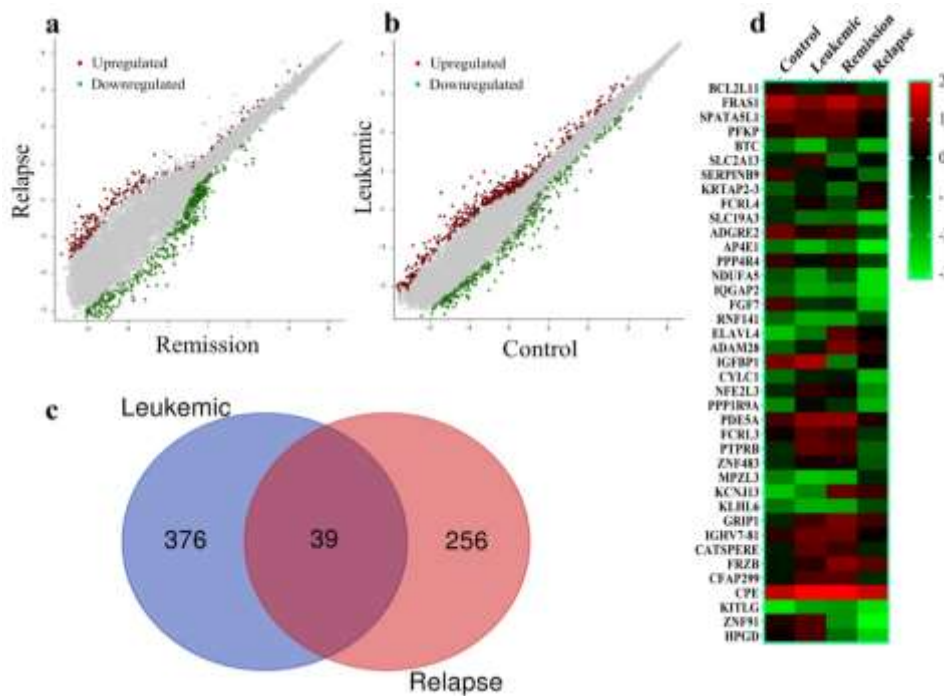 a
Upregulated
Downregulated
Relapse
Remission
b
Upregulated
Downregulated
Leukemic
Control
c
Leukemic
376
39
256
Relapse
d
Control
Leukemic
Remission
Relapse
BCL2L11
FRAS1
SPATA5L1
PFKP
BTC
SLC2A13
SERPINB9
KRTAP2-3
FCRL4
SLC19A3
ADGRE2
AP4E1
PPP4R4
NDUFA5
IQGAP2
FGF7
RNF141
ELAVL4
ADAM28
IGFBP1
CYLC1
NFE2L3
PPP1R9A
PDE5A
FCRL3
PTPRB
ZNF483
MPZL3
KCNJ13
KLHL6
GRIP1
IGHV7-81
CATSPERE
FRZB
CFAP299
CPE
KITLG
ZNF91
HPGD
2